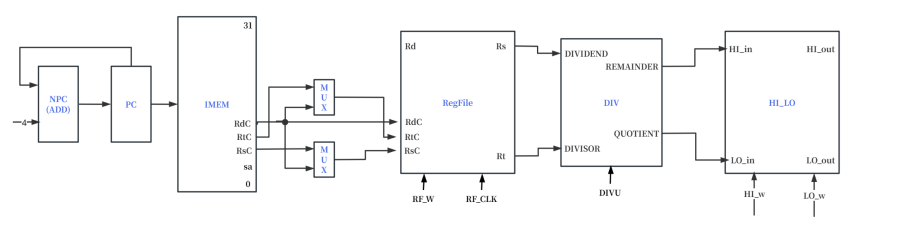 31
NPC
(ADD)
4
PC
IMEM
RdC
RtC
RsC
sa
0
M
U
X
M
U
X
Rd
Rs
RegFile
RdC
RtC
RsC
Rt
RF_W
RF_CLK
DIVIDEND
REMAINDER
DIV
QUOTIENT
DIVISOR
DIVU
HI_in
HI_out
HI_LO
LO_in
LO_out
HI_w
LO_w